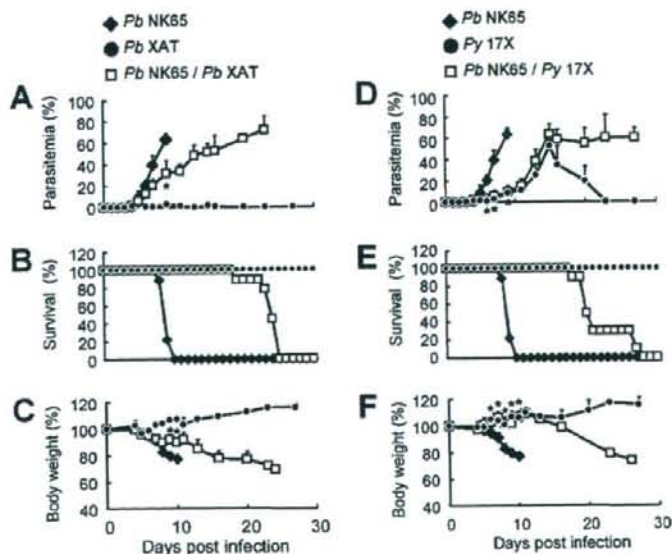 Pb NK65
Pb XAT
Pb NK65 / Pb XAT
Pb NK65
Py 17X
Pb NK65 / Py 17X
A
Parasitemia (%)
100
80
60
40
20
0
*
D
Parasitemia (%)
100
80
60
40
20
0
* *
B
Survival (%)
120
100
80
60
40
20
0
E
Survival (%)
120
100
80
60
40
20
0
C
Body weight (%)
120
100
80
60
40
0 10 20 30
Days post infection
F
Body weight (%)
120
100
80
60
40
0 10 20 30
Days post infection